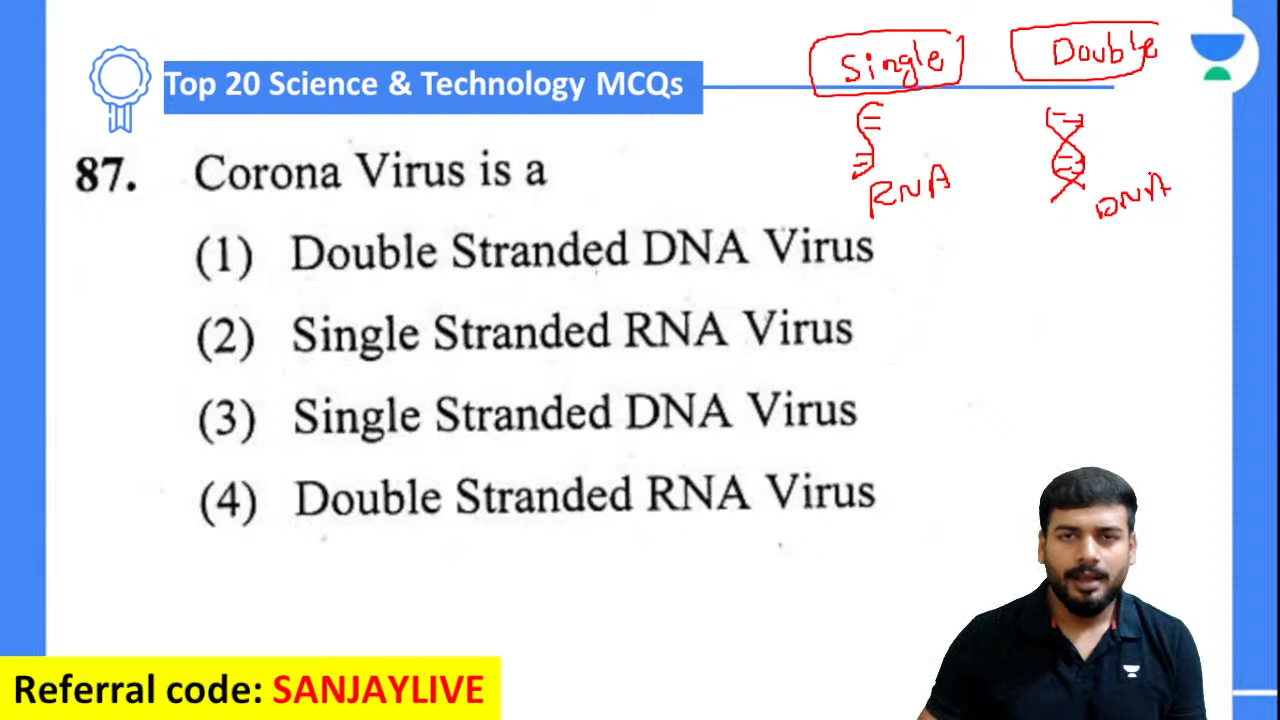 Single Double
Top 20 Science & Technology MCQs
RNA DNA
87. Corona Virus is a
(1) Double Stranded DNA Virus
(2) Single Stranded RNA Virus
(3) Single Stranded DNA Virus
(4) Double Stranded RNA Virus
Referral code: SANJAYLIVE